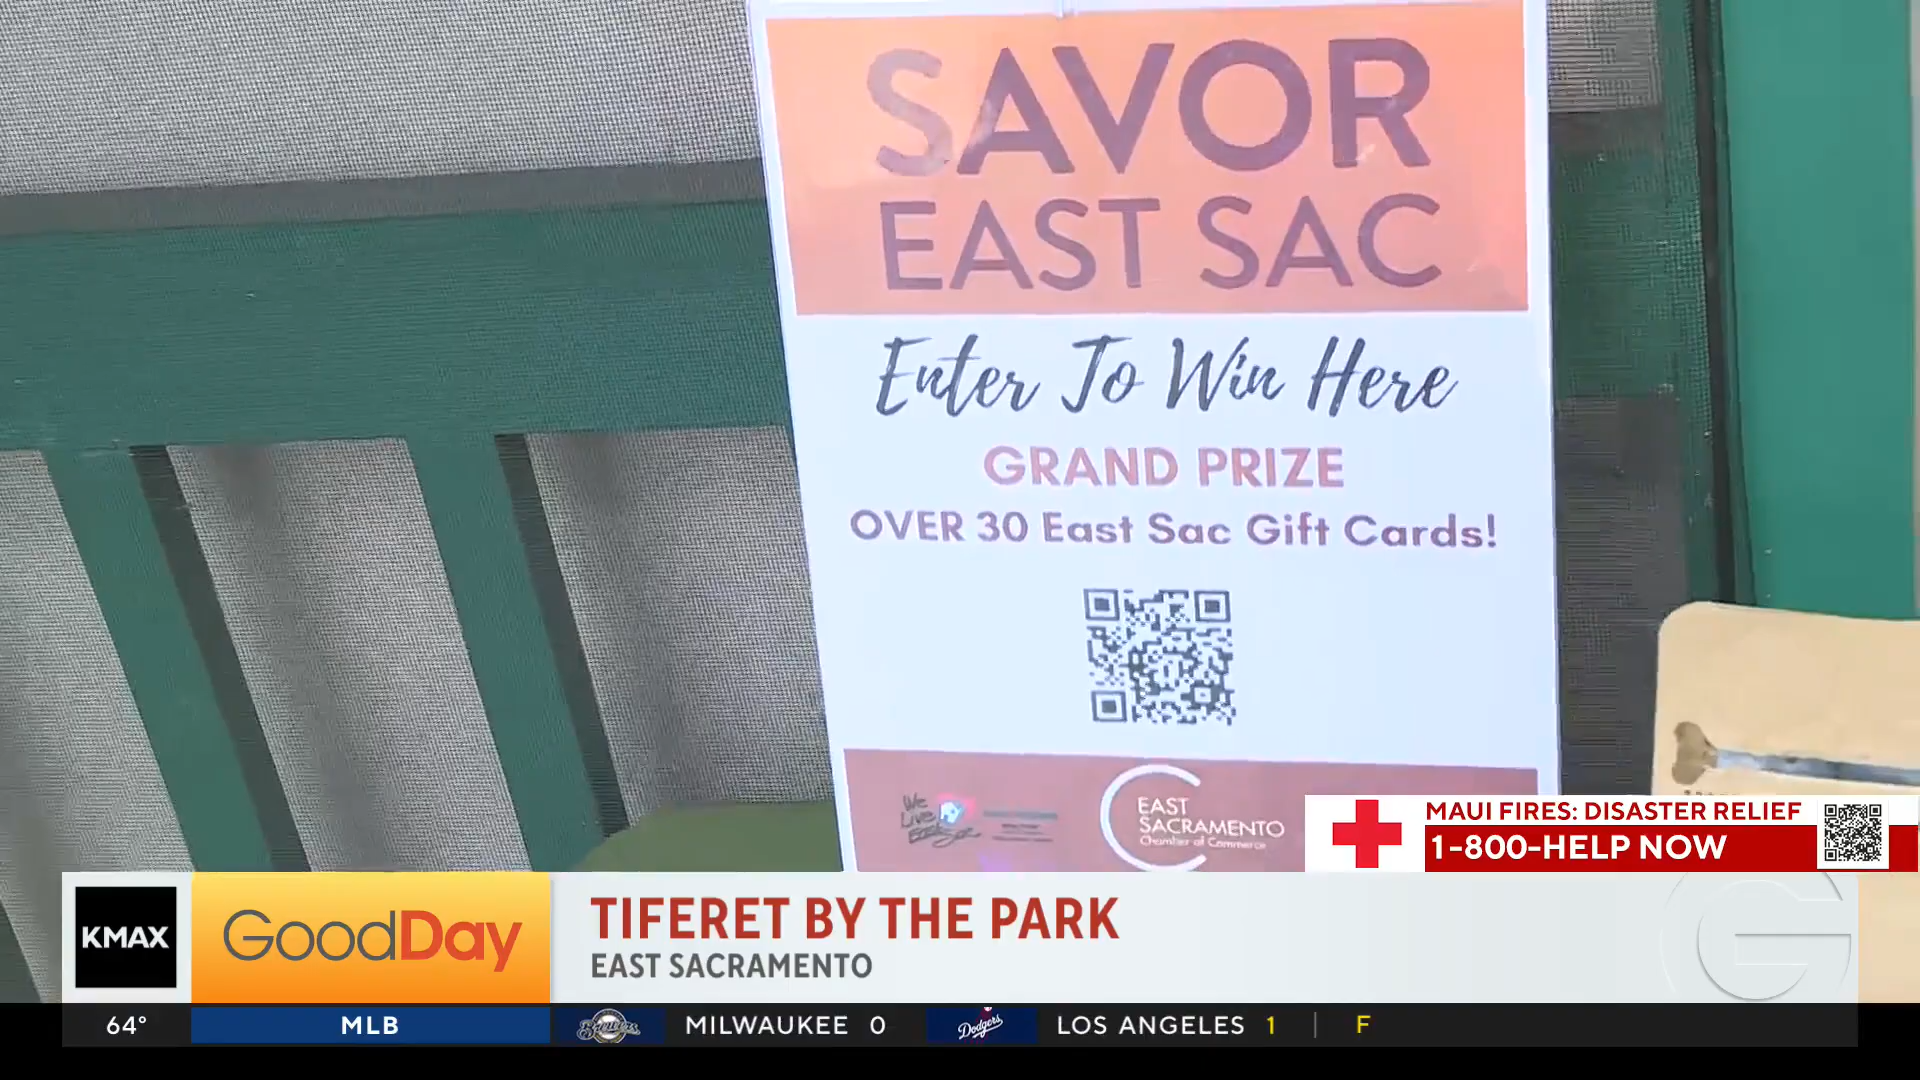 SAVOR
EAST SAC
Enter To Win Here
GRAND PRIZE
OVER 30 East Sac Gift Cards!
We
Live
East Sac
EAST
SACRAMENTO
Chamber of Commerce
MAUI FIRES: DISASTER RELIEF
1-800-HELP NOW
KMAX
GoodDay
TIFERET BY THE PARK
EAST SACRAMENTO
64° MLB Brewers MILWAUKEE 0 Dodgers LOS ANGELES 1 | F